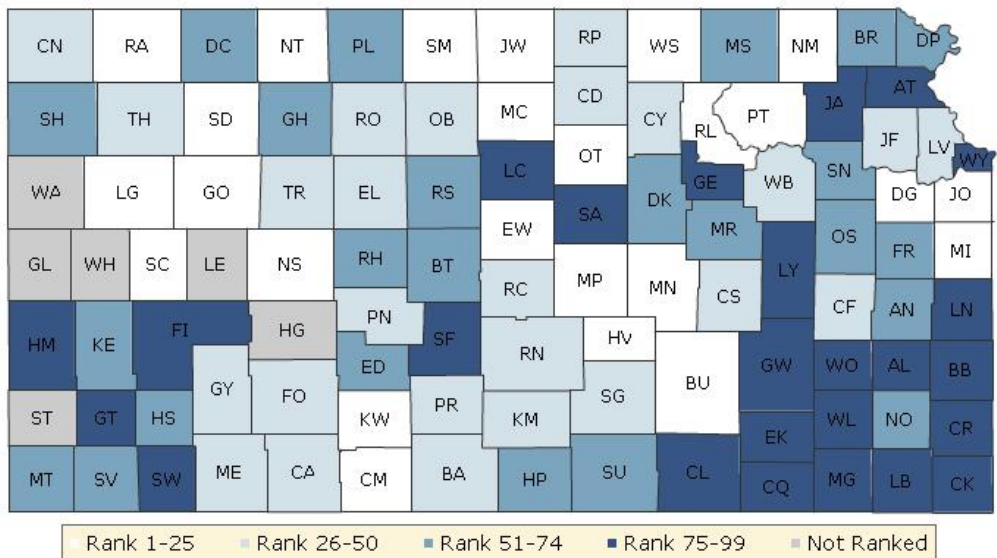 CN RA DC NT PL SM JW RP WS MS NM BR DP
SH TH SD GH RO OB MC CD CY RL PT JA AT
JF LV WY
WA LG GO TR EL RS LC OT SA DK GE WB SN DG JO
EW MR OS FR MI
GL WH SC LE NS RH BT RC MP MN CS LY CF AN LN
HM KE FI HG PN SF
ED RN HV BU GW WO AL BB
GY FO SG
ST GT HS KW PR KM EK WL NO CR
MT SV SW ME CA CM BA HP SU CL CQ MG LB CK
Rank 1-25 Rank 26-50 Rank 51-74 Rank 75-99 Not Ranked